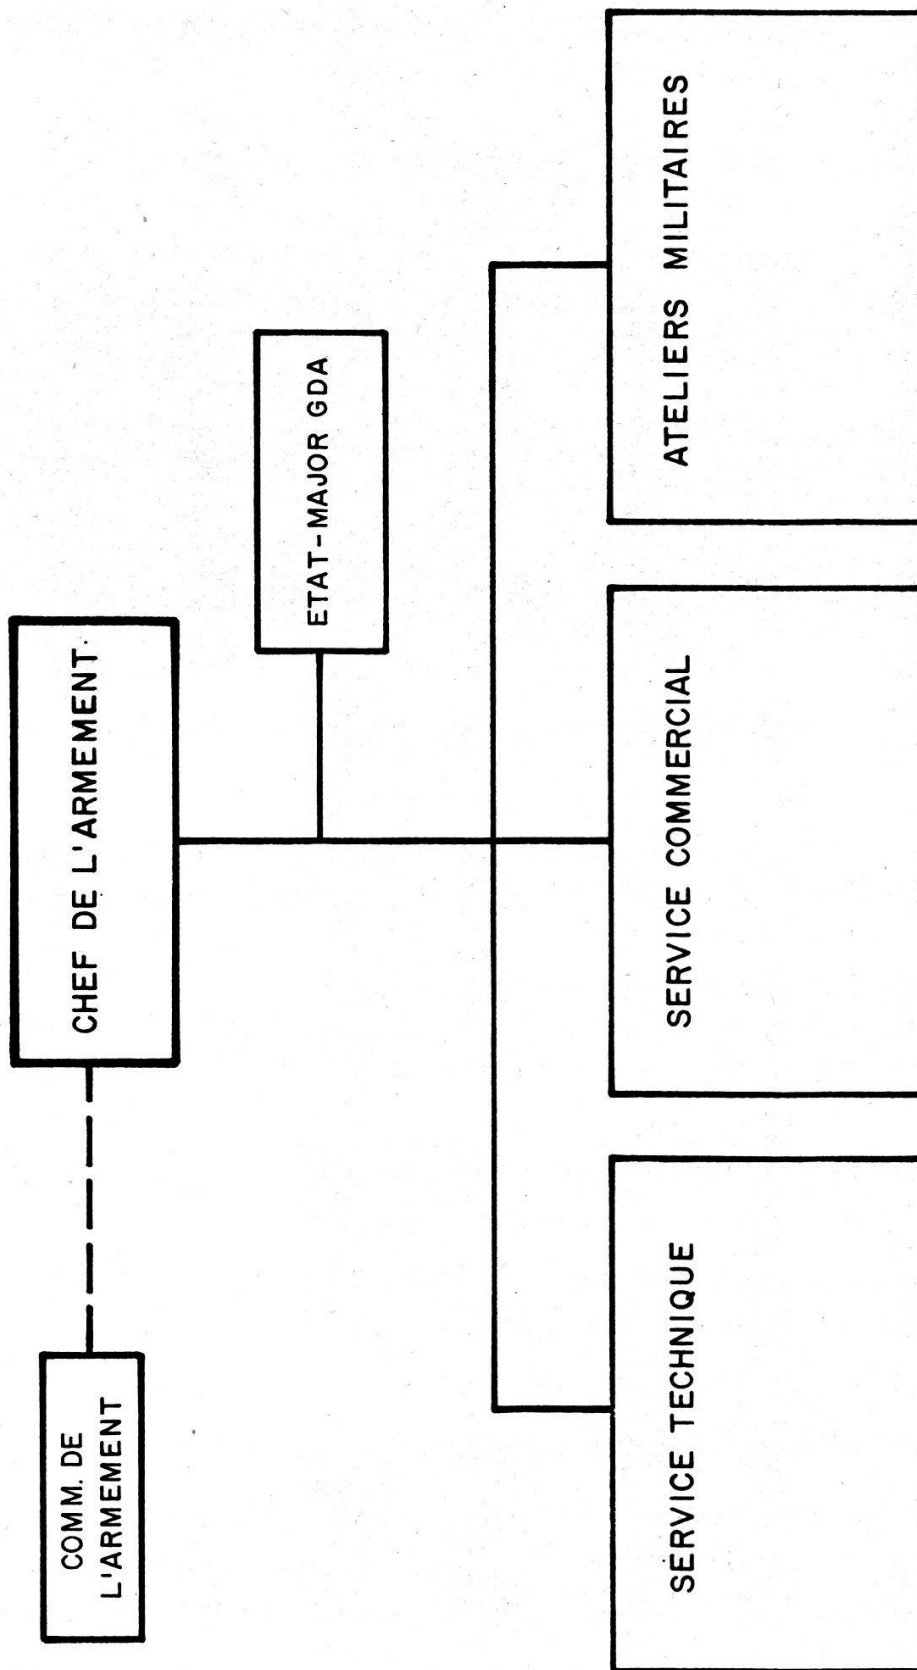 COMM. DE
L'ARMEMENT
CHEF DE L'ARMEMENT
ETAT-MAJOR GDA
SERVICE TECHNIQUE
SERVICE COMMERCIAL
ATELIERS MILITAIRES